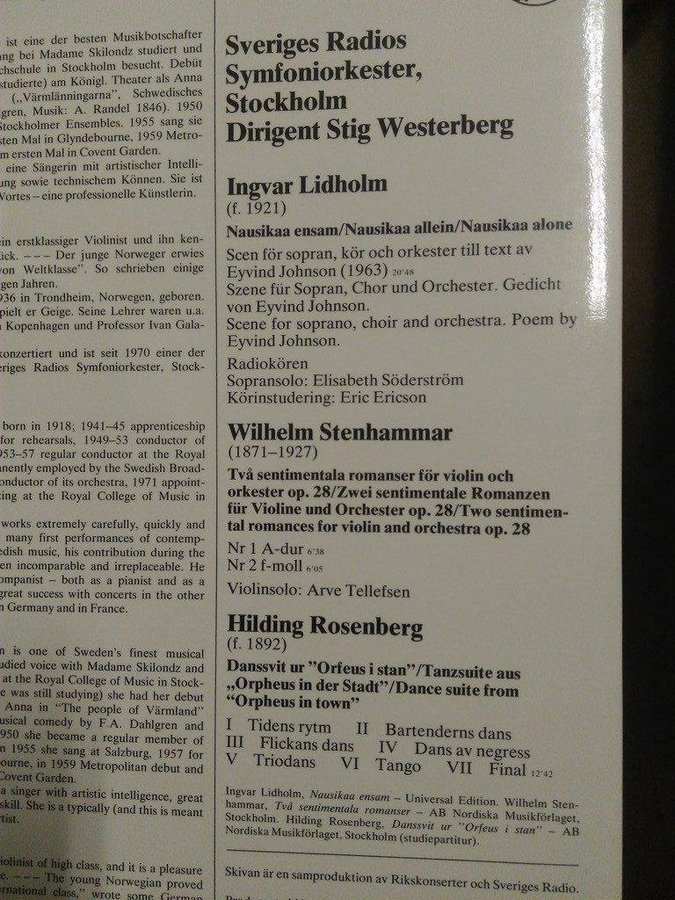 ist eine der besten Musikbotschafter
ng bei Madame Skilondz studiert und
chschule in Stockholm besucht. Debüt
studierte) am Königl. Theater als Anna
(„Värmlänningarna”, Schwedisches
gren, Musik: A. Randel 1846). 1950
Stockholmer Ensembles. 1955 sang sie
sten Mal in Glyndebourne, 1959 Metro-
m ersten Mal in Covent Garden.
eine Sängerin mit artistischer Intelli-
ung sowie technischem Können. Sie ist
Wortes – eine professionelle Künstlerin.
ein erstklassiger Violinist und ihn ken-
ück. --- Der junge Norweger erwies
von Weltklasse”. So schrieben einige
gen Jahren.
936 in Trondheim, Norwegen, geboren.
spielt er Geige. Seine Lehrer waren u.a.
Kopenhagen und Professor Ivan Gala-
konzertiert und ist seit 1970 einer der
eriges Radios Symfoniorkester, Stock-
born in 1918; 1941–45 apprenticeship
for rehearsals, 1949–53 conductor of
953–57 regular conductor at the Royal
anently employed by the Swedish Broad-
onductor of its orchestra, 1971 appoint-
ting at the Royal College of Music in
works extremely carefully, quickly and
many first performances of contemp-
edish music, his contribution during the
en incomparable and irreplaceable. He
ompanist – both as a pianist and as a
great success with concerts in the other
n Germany and in France.
n is one of Sweden's finest musical
udied voice with Madame Skilondz and
at the Royal College of Music in Stock-
e was still studying) she had her debut
Anna in “The people of Värmland”
usical comedy by F.A. Dahlgren and
950 she became a regular member of
n 1955 she sang at Salzburg, 1957 for
ourne, in 1959 Metropolitan debut and
Covent Garden.
a singer with artistic intelligence, great
skill. She is a typically (and this is meant
rtist.
iolinist of high class, and it is a pleasure
e. --- The young Norwegian proved
ernational class,” wrote some German
Sveriges Radios
Symfoniorkester,
Stockholm
Dirigent Stig Westerberg
Ingvar Lidholm
(f. 1921)
Nausikaa ensam/Nausikaa allein/Nausikaa alone
Scen för sopran, kör och orkester till text av
Eyvind Johnson (1963) 20'48
Szene für Sopran, Chor und Orchester. Gedicht
von Eyvind Johnson.
Scene for soprano, choir and orchestra. Poem by
Eyvind Johnson.
Radiokören
Sopransolo: Elisabeth Söderström
Körinstudering: Eric Ericson
Wilhelm Stenhammar
(1871–1927)
Två sentimentala romanser för violin och
orkester op. 28/Zwei sentimentale Romanzen
für Violine und Orchester op. 28/Two sentimen-
tal romances for violin and orchestra op. 28
Nr 1 A-dur 6'38
Nr 2 f-moll 6'05
Violinsolo: Arve Tellefsen
Hilding Rosenberg
(f. 1892)
Danssvit ur ”Orfeus i stan”/Tanzsuite aus
„Orpheus in der Stadt”/Dance suite from
“Orpheus in town”
I Tidens rytm II Bartenderns dans
III Flickans dans IV Dans av negress
V Triodans VI Tango VII Final 12'42
Ingvar Lidholm, Nausikaa ensam – Universal Edition. Wilhelm Sten-
hammar, Två sentimentala romanser – AB Nordiska Musikförlaget,
Stockholm. Hilding Rosenberg, Danssvit ur ”Orfeus i stan” – AB
Nordiska Musikförlaget, Stockholm (studiepartitur).
Skivan är en samproduktion av Rikskonserter och Sveriges Radio.